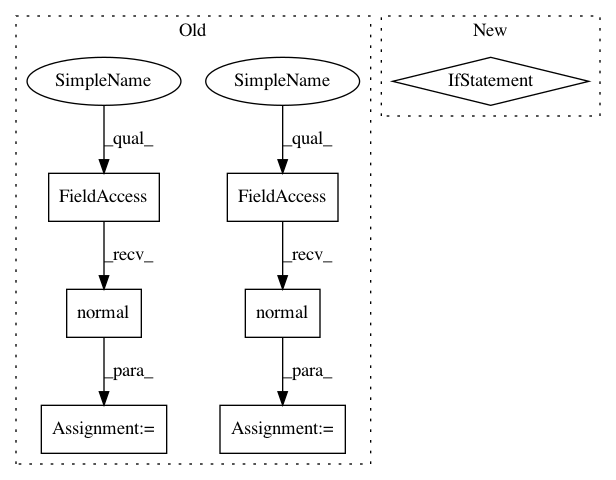 Old
New
SimpleName
SimpleName
IfStatement
_qual_
_qual_
FieldAccess
FieldAccess
_recv_
_recv_
normal
normal
_para_
_para_
Assignment:=
Assignment:=